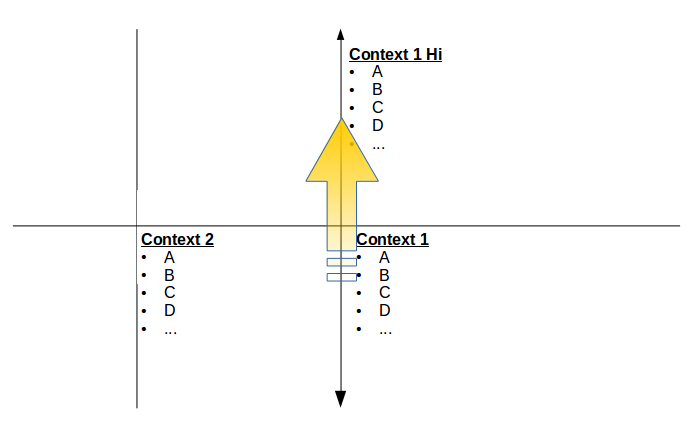 Context 1 Hi
• A
• B
• C
• D
• ...
Context 2
• A
• B
• C
• D
• ...
Context 1
• A
• B
• C
• D
• ...